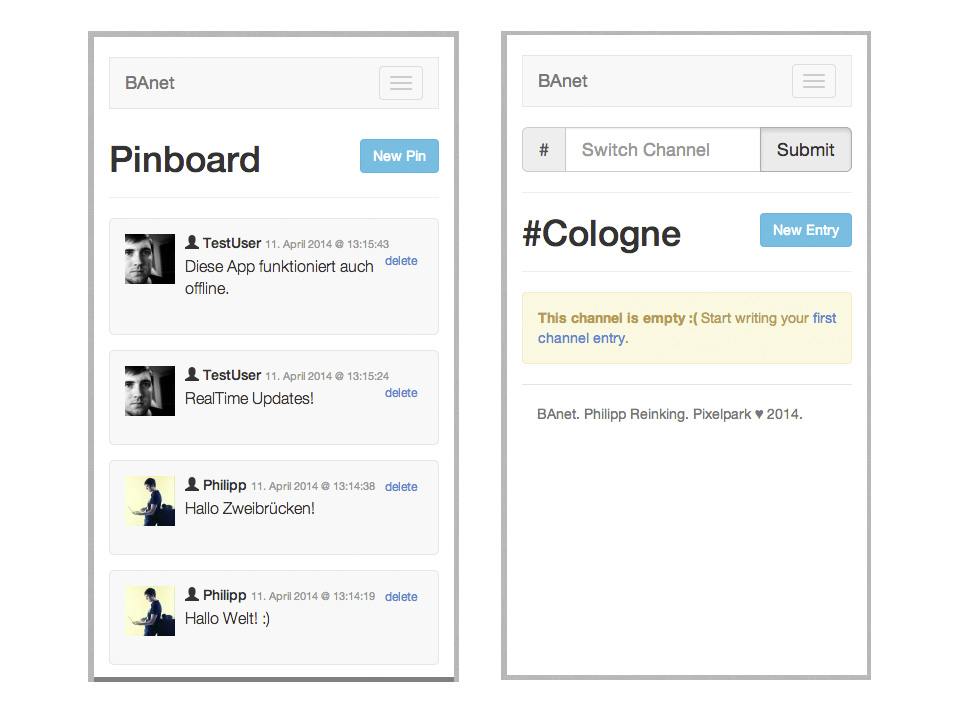 BAnet
Pinboard
New Pin
TestUser 11. April 2014 @ 13:15:43
delete
Diese App funktioniert auch
offline.
TestUser 11. April 2014 @ 13:15:24
delete
RealTime Updates!
Philipp 11. April 2014 @ 13:14:38 delete
Hallo Zweibrücken!
Philipp 11. April 2014 @ 13:14:19 delete
Hallo Welt! :)
BAnet
# Switch Channel Submit
#Cologne
New Entry
This channel is empty :( Start writing your first
channel entry.
BAnet. Philipp Reinking. Pixelpark ♥ 2014.